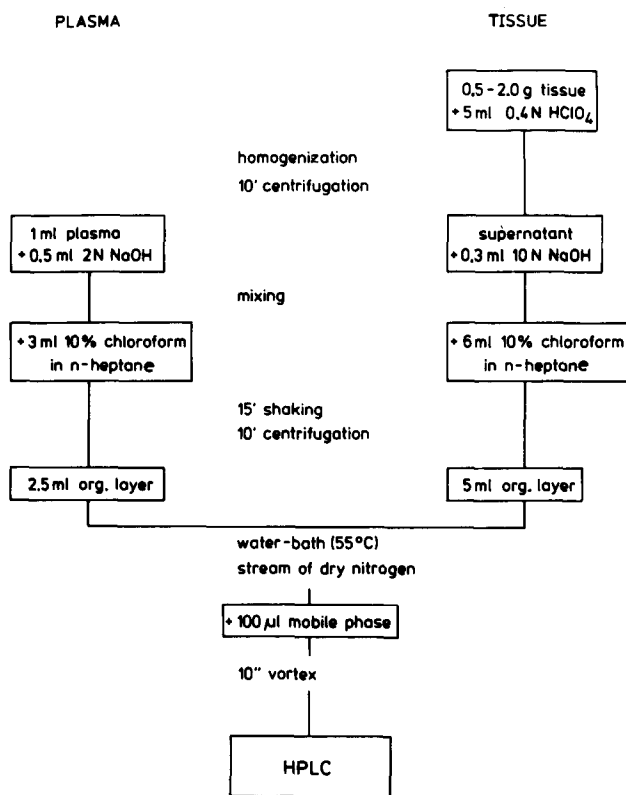 PLASMA
TISSUE
0.5-2.0 g tissue
+5 ml 0.4 N HClO₄
homogenization
10' centrifugation
1 ml plasma
+ 0.5 ml 2N NaOH
supernatant
+ 0.3 ml 10 N NaOH
mixing
+3 ml 10% chloroform
in n-heptane
+ 6 ml 10% chloroform
in n-heptane
15' shaking
10' centrifugation
2.5 ml org. layer
5 ml org. layer
water-bath (55°C)
stream of dry nitrogen
+ 100 µl mobile phase
10" vortex
HPLC